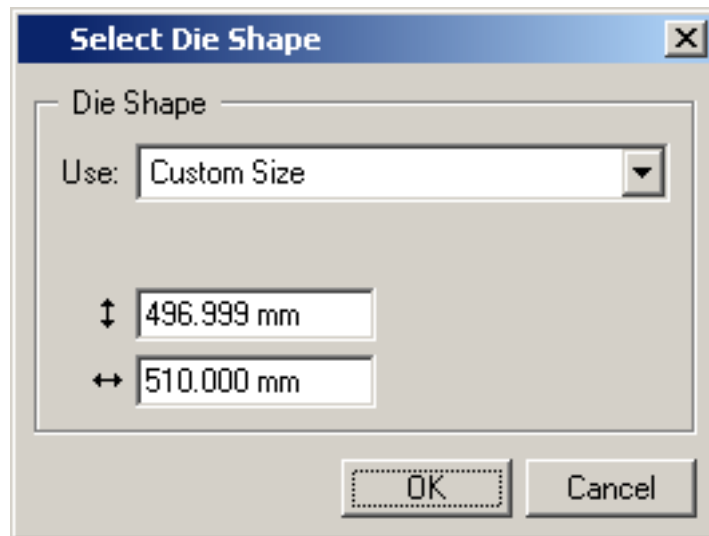 Select Die Shape
Die Shape
Use: Custom Size
496.999 mm
510.000 mm
OK Cancel